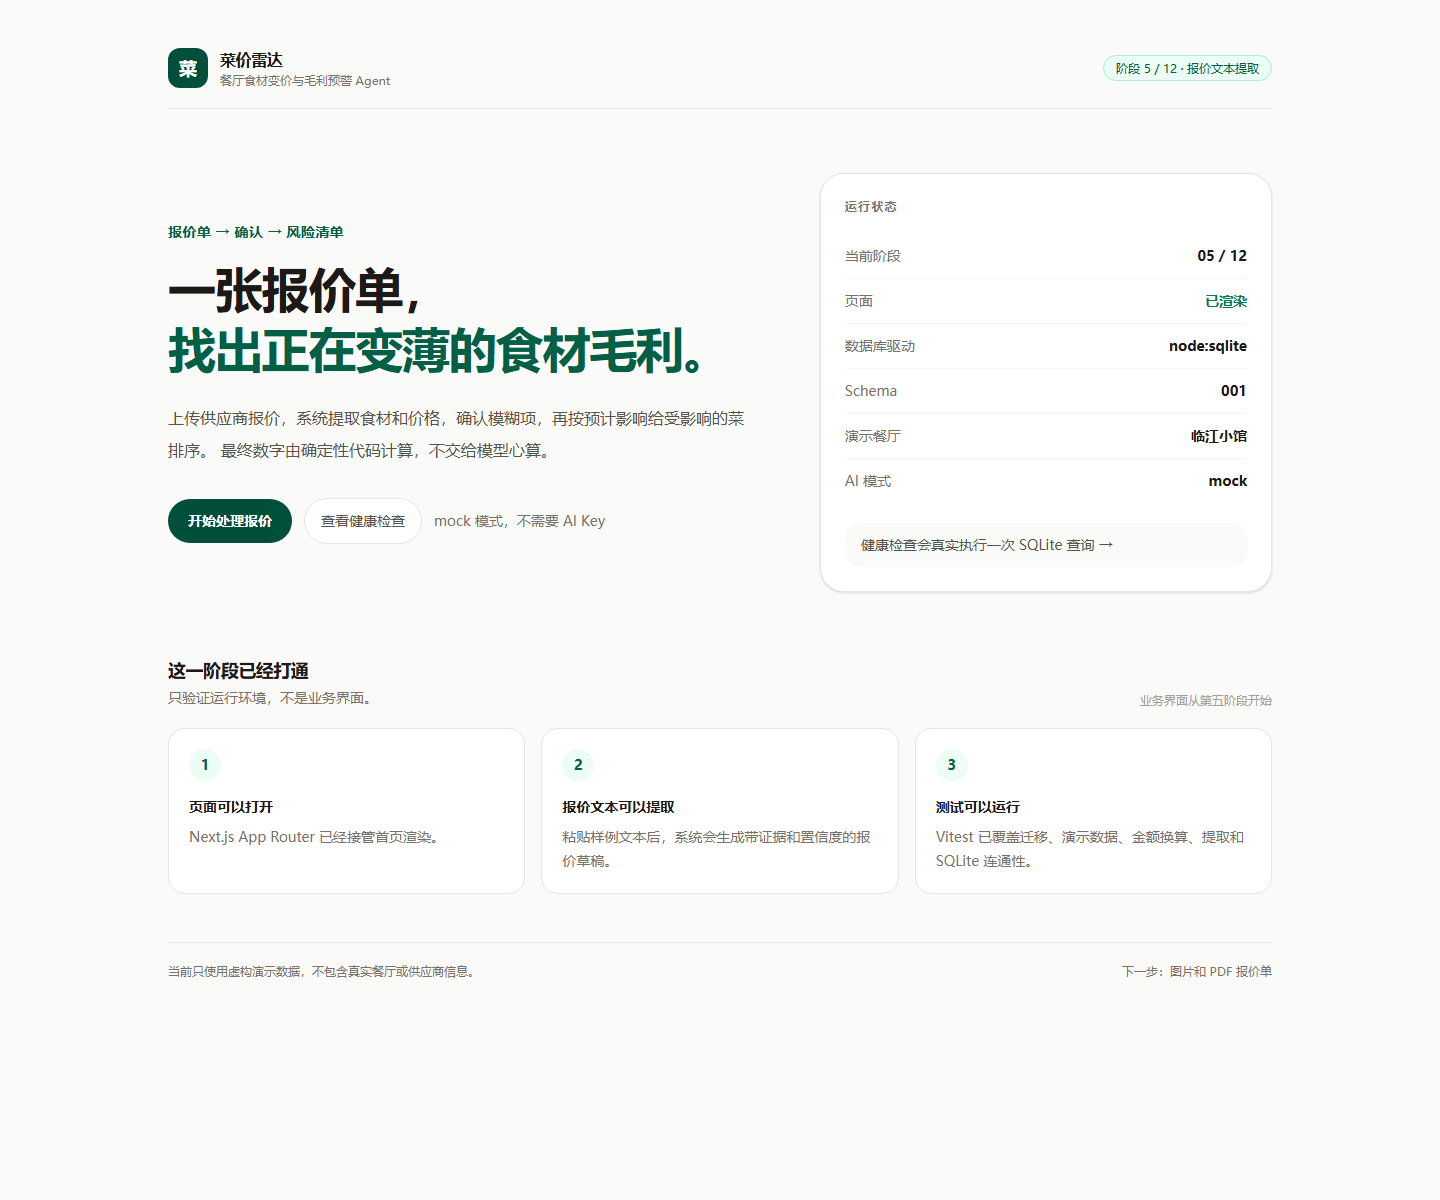 菜
菜价雷达
餐厅食材变价与毛利预警 Agent
阶段 5 / 12 · 报价文本提取
报价单 → 确认 → 风险清单
一张报价单，
找出正在变薄的食材毛利。
上传供应商报价，系统提取食材和价格，确认模糊项，再按预计影响给受影响的菜
排序。 最终数字由确定性代码计算，不交给模型心算。
开始处理报价
查看健康检查
mock 模式，不需要 AI Key
运行状态
当前阶段
05 / 12
页面
已渲染
数据库驱动
node:sqlite
Schema
001
演示餐厅
临江小馆
AI 模式
mock
健康检查会真实执行一次 SQLite 查询 →
这一阶段已经打通
只验证运行环境，不是业务界面。
业务界面从第五阶段开始
1
页面可以打开
Next.js App Router 已经接管首页渲染。
2
报价文本可以提取
粘贴样例文本后，系统会生成带证据和置信度的报
价草稿。
3
测试可以运行
Vitest 已覆盖迁移、演示数据、金额换算、提取和
SQLite 连通性。
当前只使用虚构演示数据，不包含真实餐厅或供应商信息。
下一步：图片和 PDF 报价单